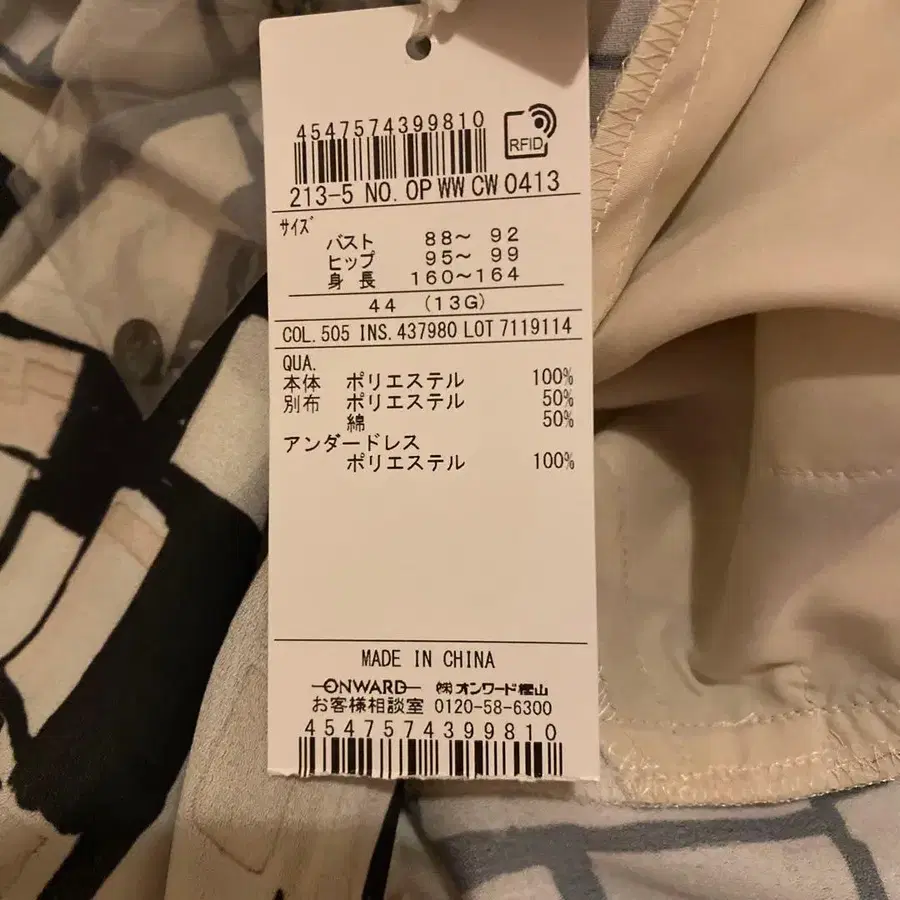 4547574399810
RFID
213-5 NO. OP WW CW 0413
サイズ
バスト 88～ 92
ヒップ 95～ 99
身 長 160～164
44 (13G)
COL. 505 INS. 437980 LOT 7119114
QUA.
本体 ポリエステル 100%
別布 ポリエステル 50%
綿 50%
アンダードレス
ポリエステル 100%
MADE IN CHINA
ONWARD ㈱オンワード樫山
お客様相談室 0120-58-6300
4547574399810